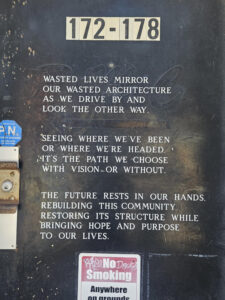 172-178
WASTED LIVES MIRROR
OUR WASTED ARCHITECTURE
AS WE DRIVE BY AND
LOOK THE OTHER WAY.
SEEING WHERE WE'VE BEEN
OR WHERE WE'RE HEADED.
IT'S THE PATH WE CHOOSE
WITH VISION OR WITHOUT.
THE FUTURE RESTS IN OUR HANDS.
REBUILDING THIS COMMUNITY.
RESTORING ITS STRUCTURE WHILE
BRINGING HOPE AND PURPOSE
TO OUR LIVES.
No
Smoking
Anywhere
on grounds